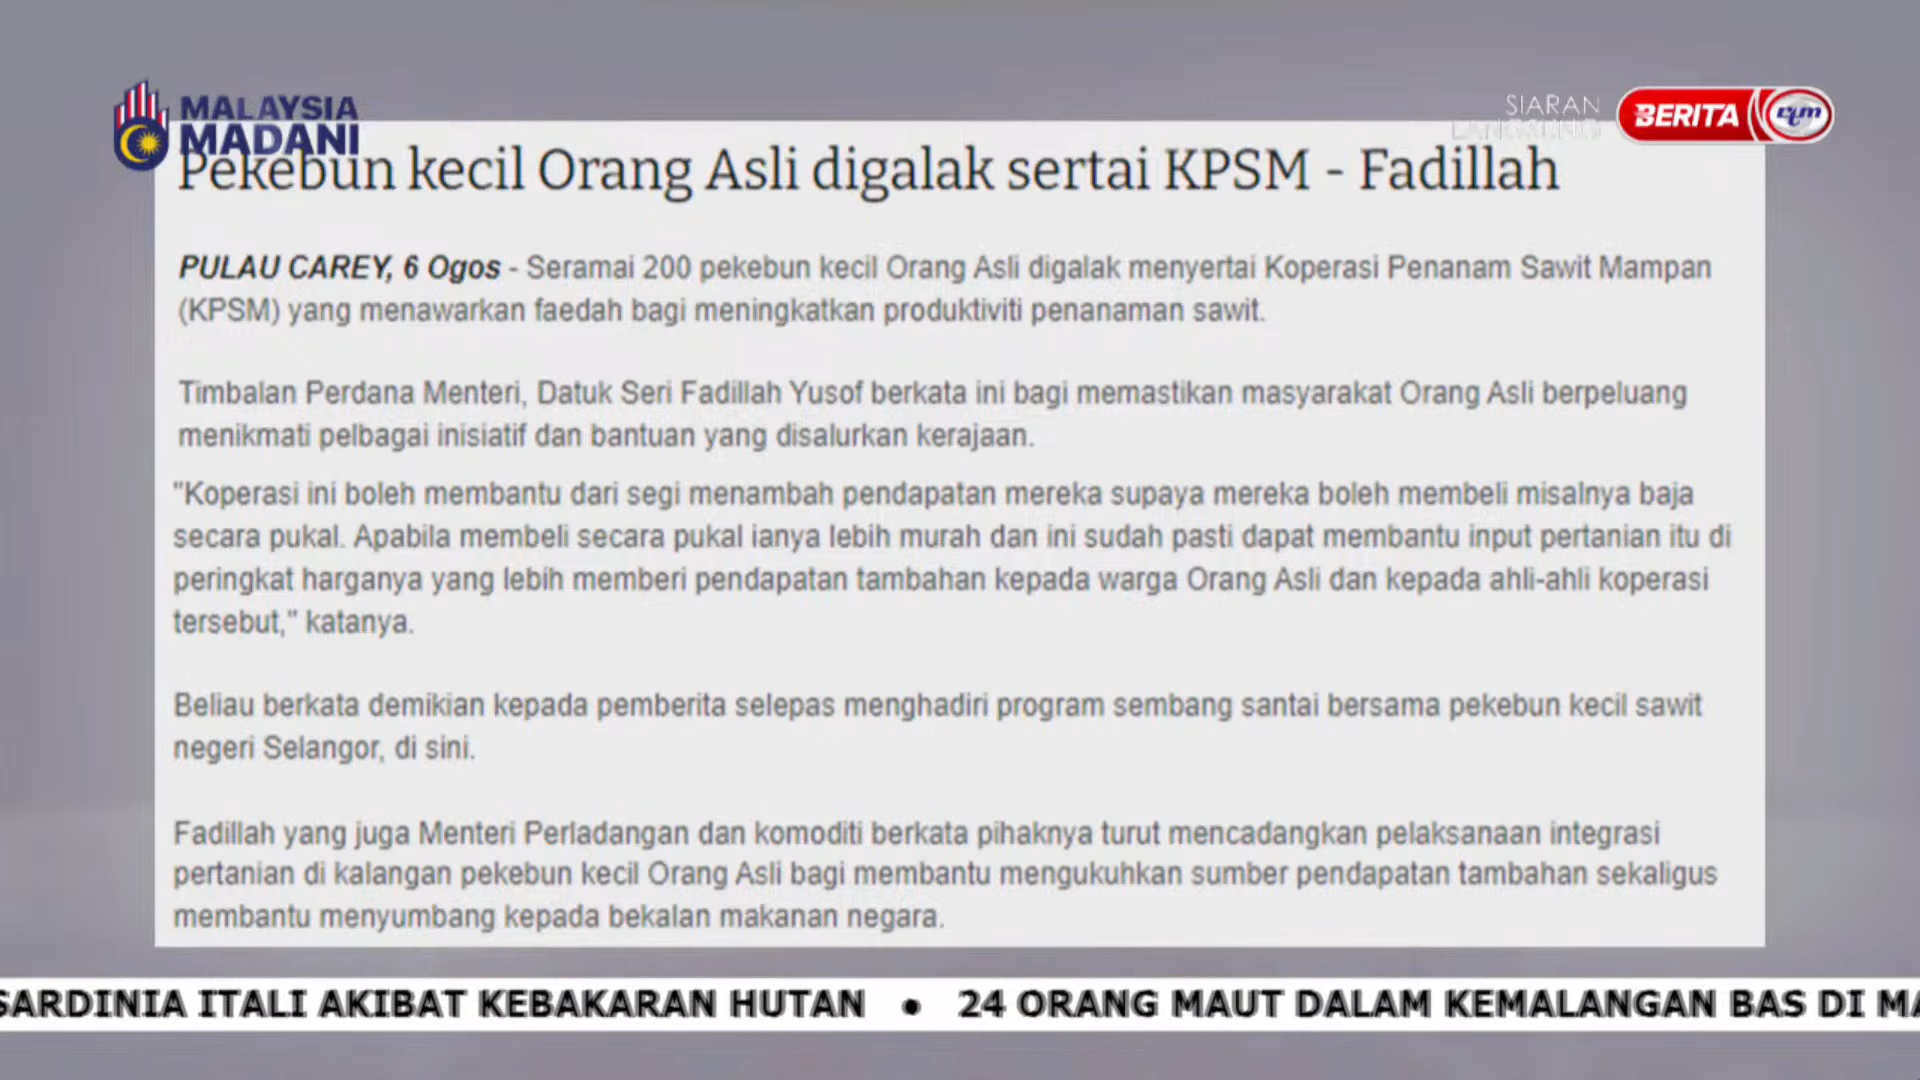 MALAYSIA
MADANI
SIARAN
LANGSUNG
BERITA rtm
Pekebun kecil Orang Asli digalak sertai KPSM - Fadillah
PULAU CAREY, 6 Ogos - Seramai 200 pekebun kecil Orang Asli digalak menyertai Koperasi Penanam Sawit Mampan
(KPSM) yang menawarkan faedah bagi meningkatkan produktiviti penanaman sawit.
Timbalan Perdana Menteri, Datuk Seri Fadillah Yusof berkata ini bagi memastikan masyarakat Orang Asli berpeluang
menikmati pelbagai inisiatif dan bantuan yang disalurkan kerajaan.
"Koperasi ini boleh membantu dari segi menambah pendapatan mereka supaya mereka boleh membeli misalnya baja
secara pukal. Apabila membeli secara pukal ianya lebih murah dan ini sudah pasti dapat membantu input pertanian itu di
peringkat harganya yang lebih memberi pendapatan tambahan kepada warga Orang Asli dan kepada ahli-ahli koperasi
tersebut," katanya.
Beliau berkata demikian kepada pemberita selepas menghadiri program sembang santai bersama pekebun kecil sawit
negeri Selangor, di sini.
Fadillah yang juga Menteri Perladangan dan komoditi berkata pihaknya turut mencadangkan pelaksanaan integrasi
pertanian di kalangan pekebun kecil Orang Asli bagi membantu mengukuhkan sumber pendapatan tambahan sekaligus
membantu menyumbang kepada bekalan makanan negara.
SARDINIA ITALI AKIBAT KEBAKARAN HUTAN • 24 ORANG MAUT DALAM KEMALANGAN BAS DI MA